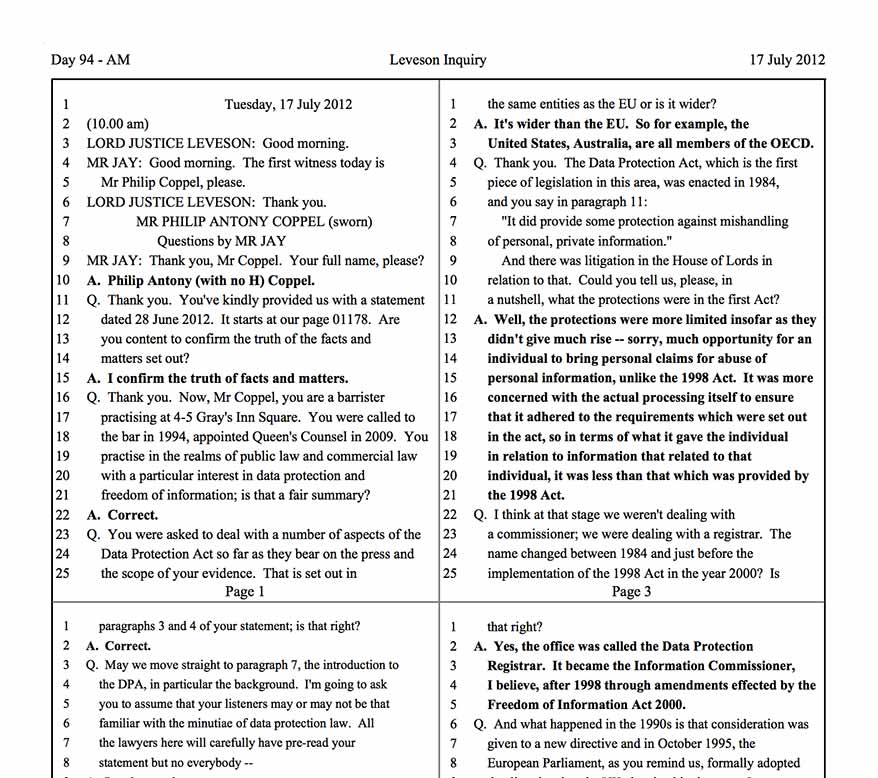 Day 94 - AM Leveson Inquiry 17 July 2012
1 Tuesday, 17 July 2012
2 (10.00 am)
3 LORD JUSTICE LEVESON: Good morning.
4 MR JAY: Good morning. The first witness today is
5 Mr Philip Coppel, please.
6 LORD JUSTICE LEVESON: Thank you.
7 MR PHILIP ANTONY COPPEL (sworn)
8 Questions by MR JAY
9 MR JAY: Thank you, Mr Coppel. Your full name, please?
10 A. Philip Antony (with no H) Coppel.
11 Q. Thank you. You've kindly provided us with a statement
12 dated 28 June 2012. It starts at our page 01178. Are
13 you content to confirm the truth of the facts and
14 matters set out?
15 A. I confirm the truth of facts and matters.
16 Q. Thank you. Now, Mr Coppel, you are a barrister
17 practising at 4-5 Gray's Inn Square. You were called to
18 the bar in 1994, appointed Queen's Counsel in 2009. You
19 practise in the realms of public law and commercial law
20 with a particular interest in data protection and
21 freedom of information; is that a fair summary?
22 A. Correct.
23 Q. You were asked to deal with a number of aspects of the
24 Data Protection Act so far as they bear on the press and
25 the scope of your evidence. That is set out in
Page 1
1 paragraphs 3 and 4 of your statement; is that right?
2 A. Correct.
3 Q. May we move straight to paragraph 7, the introduction to
4 the DPA, in particular the background. I'm going to ask
5 you to assume that your listeners may or may not be that
6 familiar with the minutiae of data protection law. All
7 the lawyers here will carefully have pre-read your
8 statement but no everybody --
1 the same entities as the EU or is it wider?
2 A. It's wider than the EU. So for example, the
3 United States, Australia, are all members of the OECD.
4 Q. Thank you. The Data Protection Act, which is the first
5 piece of legislation in this area, was enacted in 1984,
6 and you say in paragraph 11:
7 "It did provide some protection against mishandling
8 of personal, private information."
9 And there was litigation in the House of Lords in
10 relation to that. Could you tell us, please, in
11 a nutshell, what the protections were in the first Act?
12 A. Well, the protections were more limited insofar as they
13 didn't give much rise -- sorry, much opportunity for an
14 individual to bring personal claims for abuse of
15 personal information, unlike the 1998 Act. It was more
16 concerned with the actual processing itself to ensure
17 that it adhered to the requirements which were set out
18 in the act, so in terms of what it gave the individual
19 in relation to information that related to that
20 individual, it was less than that which was provided by
21 the 1998 Act.
22 Q. I think at that stage we weren't dealing with
23 a commissioner; we were dealing with a registrar. The
24 name changed between 1984 and just before the
25 implementation of the 1998 Act in the year 2000? Is
Page 3
1 that right?
2 A. Yes, the office was called the Data Protection
3 Registrar. It became the Information Commissioner,
4 I believe, after 1998 through amendments effected by the
5 Freedom of Information Act 2000.
6 Q. And what happened in the 1990s is that consideration was
7 given to a new directive and in October 1995, the
8 European Parliament, as you remind us, formally adopted